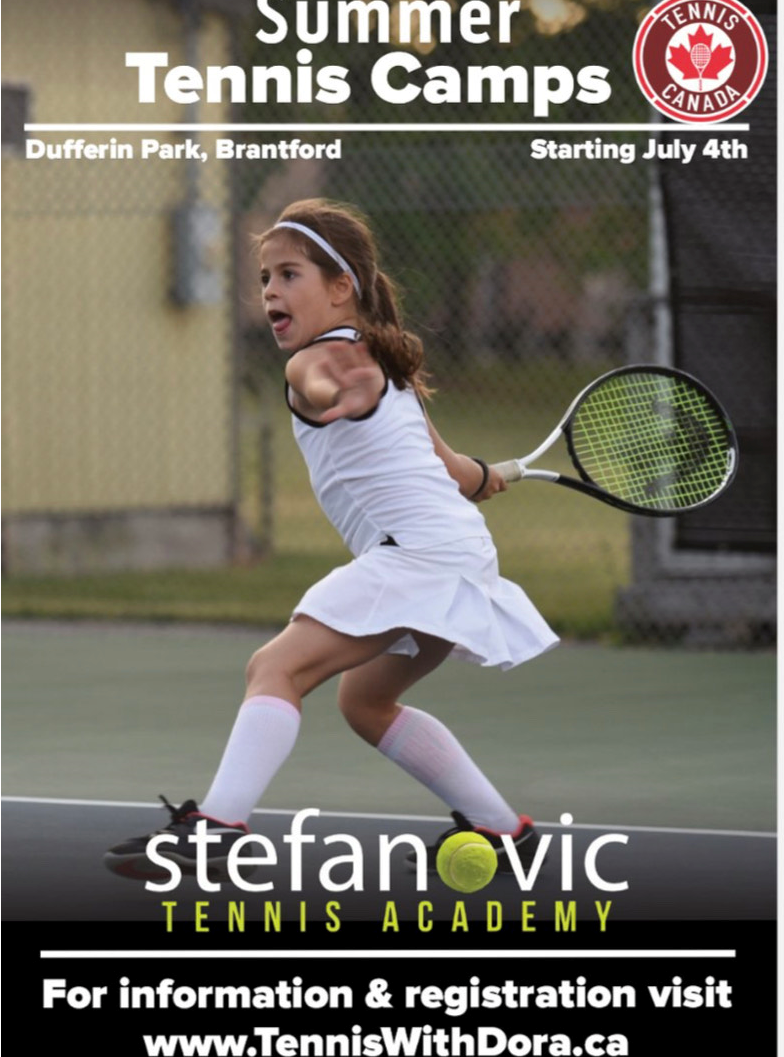 Summer
Tennis Camps
TENNIS
CANADA
Dufferin Park, Brantford
Starting July 4th
stefanovic
TENNIS ACADEMY
For information & registration visit
www.TennisWithDora.ca